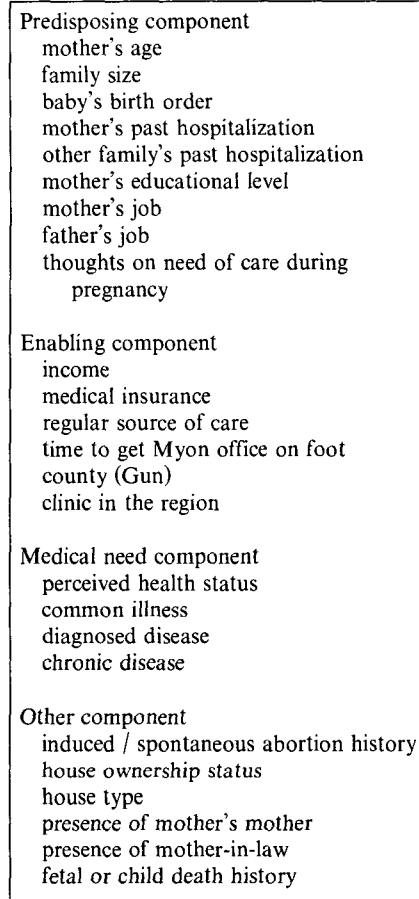 Predisposing component
mother's age
family size
baby's birth order
mother's past hospitalization
other family's past hospitalization
mother's educational level
mother's job
father's job
thoughts on need of care during
pregnancy
Enabling component
income
medical insurance
regular source of care
time to get Myon office on foot
county (Gun)
clinic in the region
Medical need component
perceived health status
common illness
diagnosed disease
chronic disease
Other component
induced / spontaneous abortion history
house ownership status
house type
presence of mother's mother
presence of mother-in-law
fetal or child death history